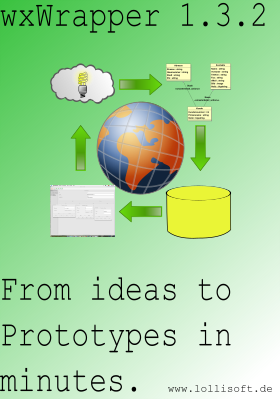 wxWrapper 1.3.2
From ideas to
Prototypes in
minutes.
www.lollisoft.de